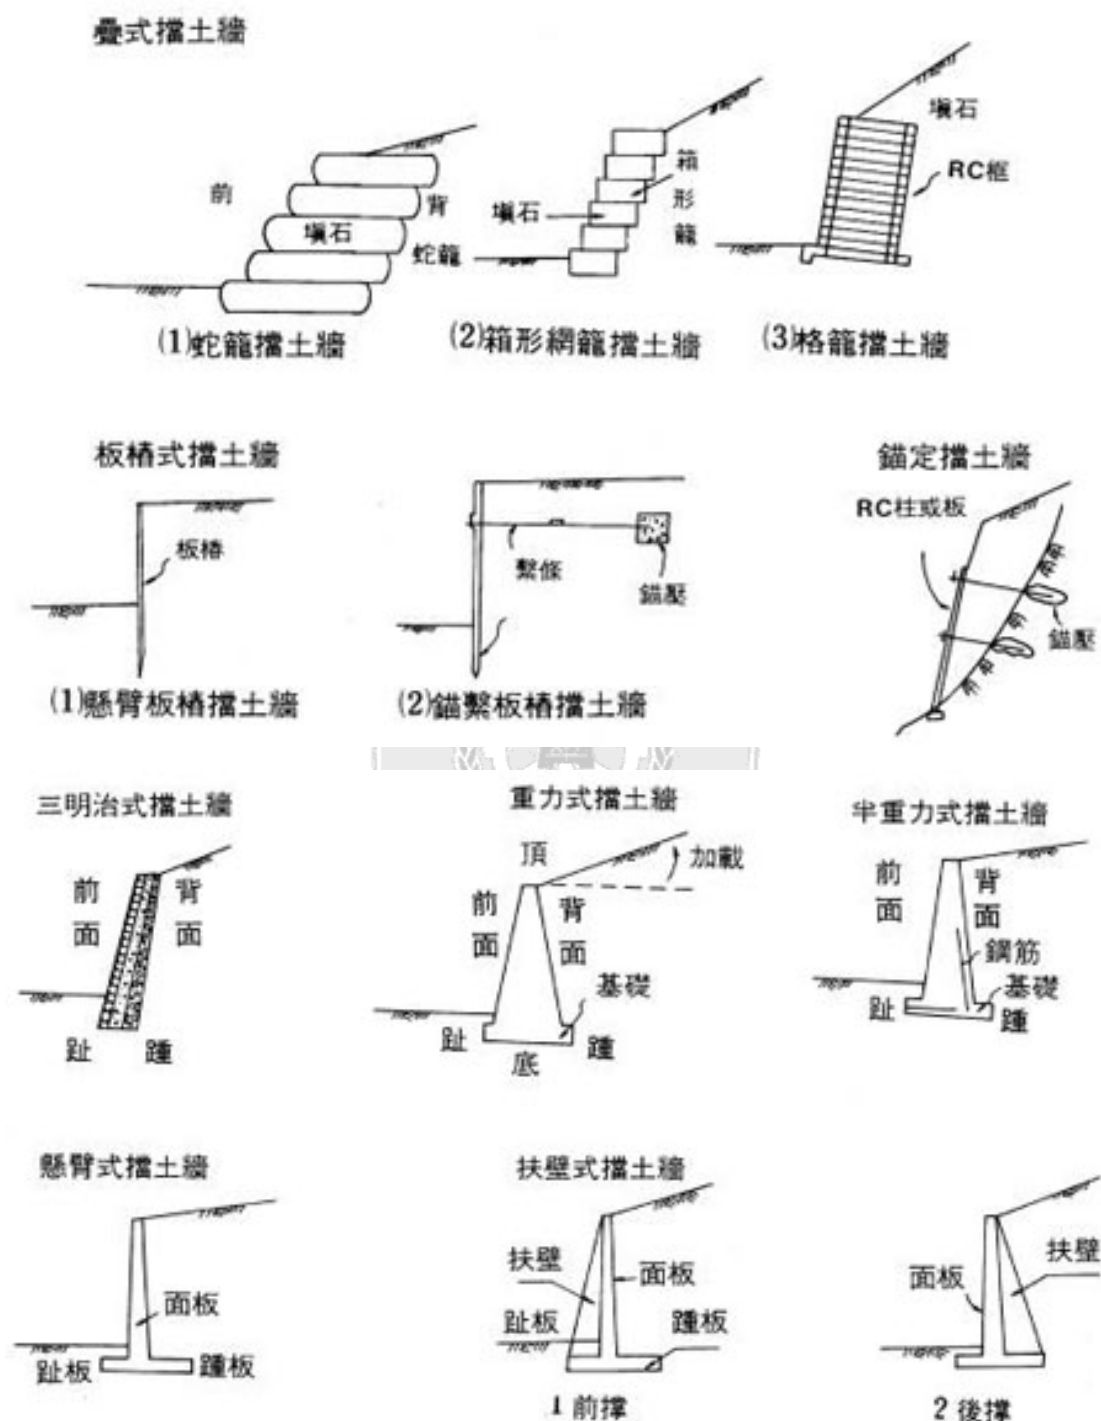 疊式擋土牆
前
背
塡石
蛇籠
(1)蛇籠擋土牆
塡石
箱形籠
(2)箱形網籠擋土牆
塡石
RC框
(3)格籠擋土牆
板樁式擋土牆
板樁
(1)懸臂板樁擋土牆
繫條
錨壓
(2)錨繫板樁擋土牆
錨定擋土牆
RC柱或板
錨壓
三明治式擋土牆
前面
背面
趾
踵
重力式擋土牆
頂
加載
前面
背面
基礎
趾
踵
底
半重力式擋土牆
前面
背面
鋼筋
基礎
趾
踵
懸臂式擋土牆
面板
趾板
踵板
扶壁式擋土牆
扶壁
面板
趾板
踵板
1 前撐
面板
扶壁
2 後撐